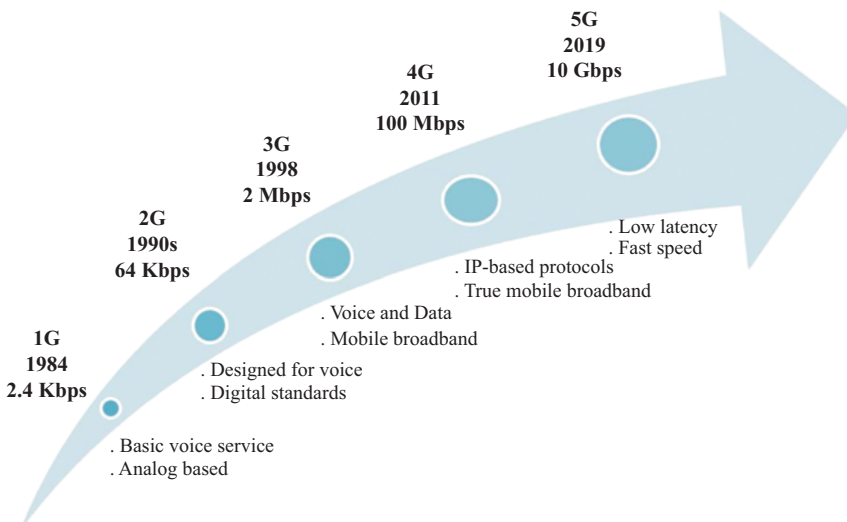 5G
2019
10 Gbps
4G
2011
100 Mbps
3G
1998
2 Mbps
2G
1990s
64 Kbps
1G
1984
2.4 Kbps
. Low latency
. Fast speed
. IP-based protocols
. True mobile broadband
. Voice and Data
. Mobile broadband
. Designed for voice
. Digital standards
. Basic voice service
. Analog based